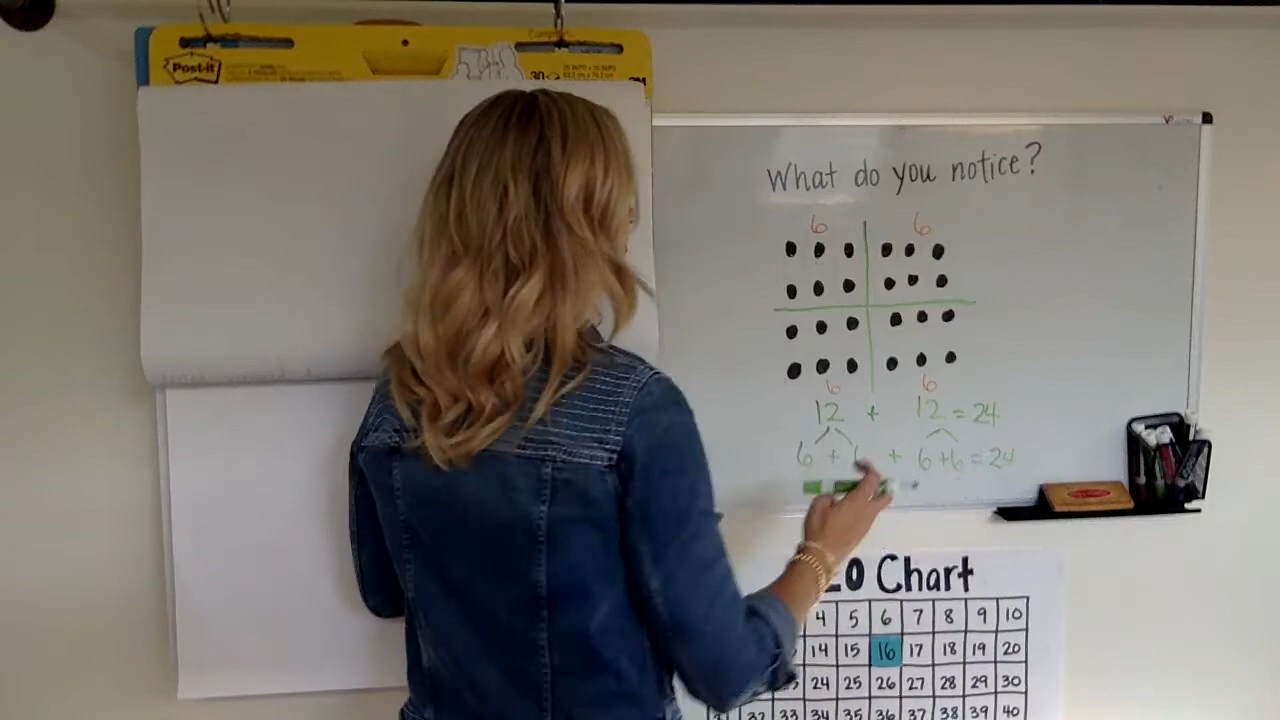 Post-it
30
What do you notice?
6 6
6 6
12 + 12 = 24
6 + 6 + 6+6=24
20 Chart
4 5 6 7 8 9 10
14 15 16 17 18 19 20
24 25 26 27 28 29 30
32 33 34 35 36 37 38 39 40